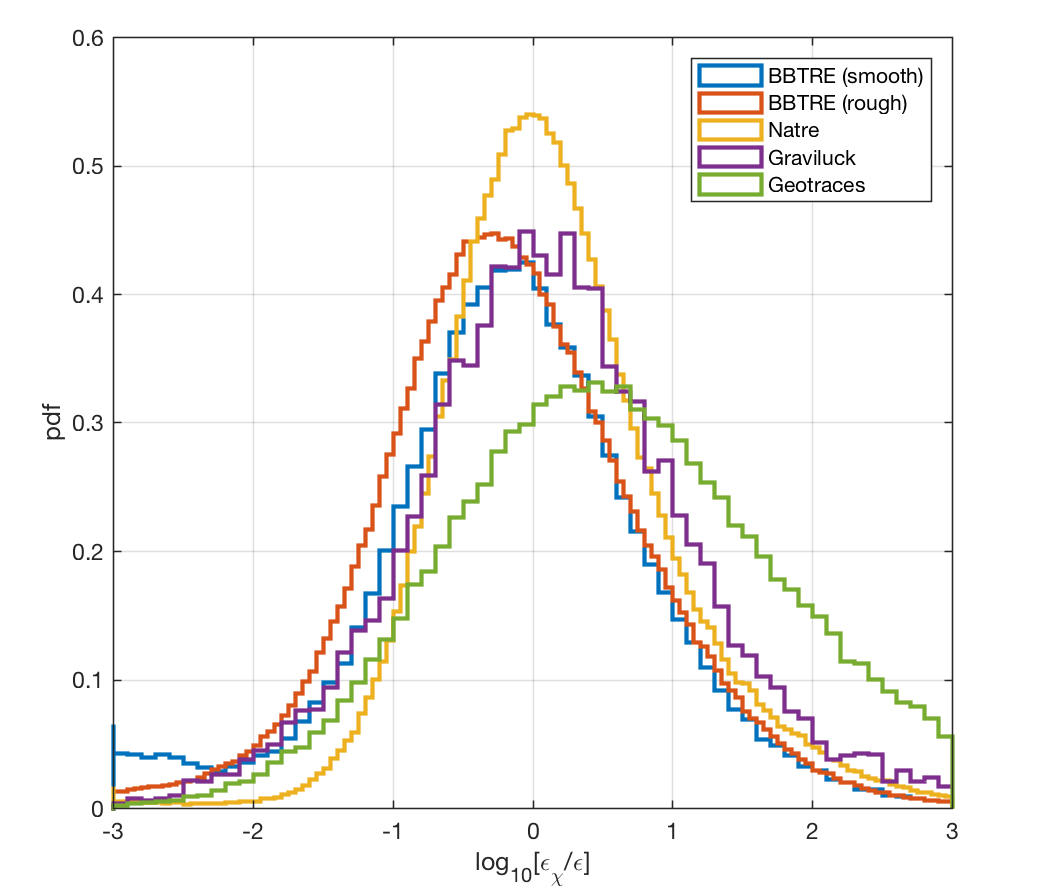 0.6
0.5
0.4
0.3
0.2
0.1
0
pdf
-3 -2 -1 0 1 2 3
log10[ϵχ/ϵ]
BBTRE (smooth)
BBTRE (rough)
Natre
Graviluck
Geotraces